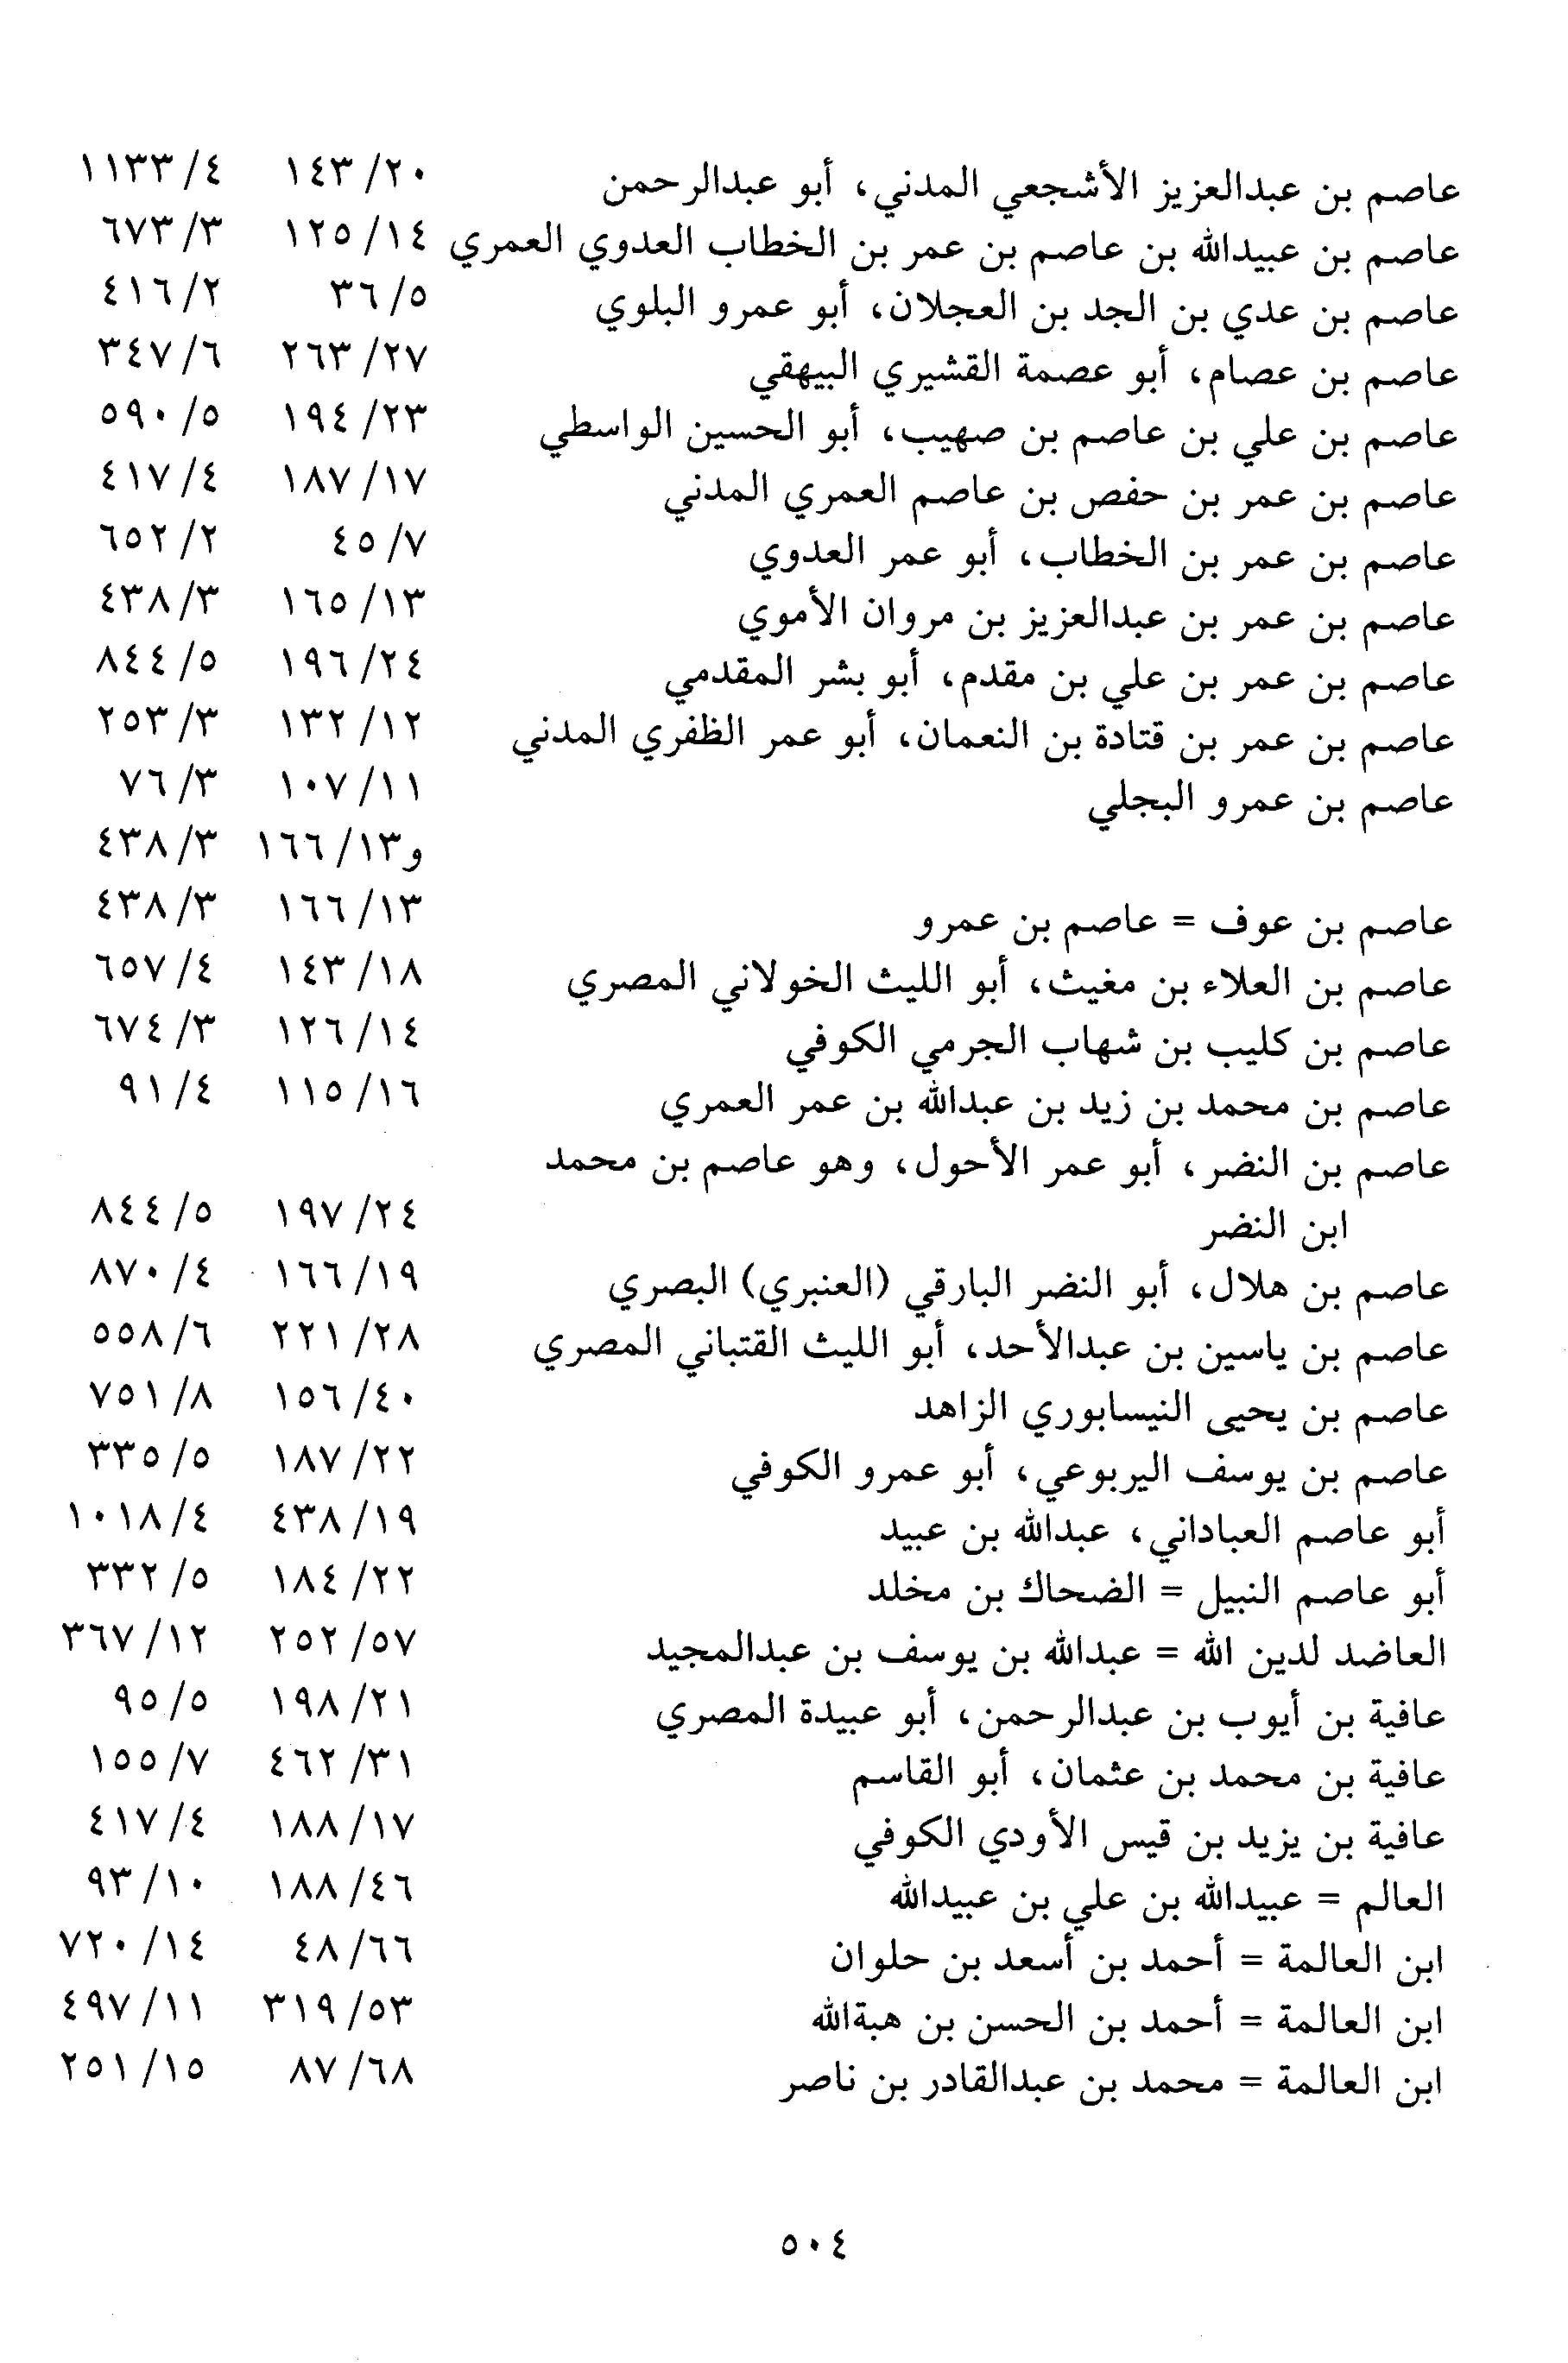 عاصم بن عبدالعزيز الأشجعي المدني، أبو عبدالرحمن ٢٠/ ١٤٣ ٤/ ١١٣٣
عاصم بن عبيدالله بن عاصم بن عمر بن الخطاب العدوي العمري ١٤/ ١٢٥ ٣/ ٦٧٣
عاصم بن عدي بن الجد بن العجلان، أبو عمرو البلوي ٥/ ٣٦ ٢/ ٤١٦
عاصم بن عصام، أبو عصمة القشيري البيهقي ٢٧/ ٢٦٣ ٦/ ٣٤٧
عاصم بن علي بن عاصم بن صهيب، أبو الحسين الواسطي ٢٣/ ١٩٤ ٥/ ٥٩٠
عاصم بن عمر بن حفص بن عاصم العمري المدني ١٧/ ١٨٧ ٤/ ٤١٧
عاصم بن عمر بن الخطاب، أبو عمر العدوي ٧/ ٤٥ ٢/ ٦٥٢
عاصم بن عمر بن عبدالعزيز بن مروان الأموي ١٣/ ١٦٥ ٣/ ٤٣٨
عاصم بن عمر بن علي بن مقدم، أبو بشر المقدمي ٢٤/ ١٩٦ ٥/ ٨٤٤
عاصم بن عمر بن قتادة بن النعمان، أبو عمر الظفري المدني ١٢/ ١٣٢ ٣/ ٢٥٣
عاصم بن عمرو البجلي ١١/ ١٠٧ ٣/ ٧٦
و١٣/ ١٦٦ ٣/ ٤٣٨
عاصم بن عوف = عاصم بن عمرو ١٣/ ١٦٦ ٣/ ٤٣٨
عاصم بن العلاء بن مغيث، أبو الليث الخولاني المصري ١٨/ ١٤٣ ٤/ ٦٥٧
عاصم بن كليب بن شهاب الجرمي الكوفي ١٤/ ١٢٦ ٣/ ٦٧٤
عاصم بن محمد بن زيد بن عبدالله بن عمر العمري ١٦/ ١١٥ ٤/ ٩١
عاصم بن النضر، أبو عمر الأحول، وهو عاصم بن محمد
ابن النضر ٢٤/ ١٩٧ ٥/ ٨٤٤
عاصم بن هلال، أبو النضر البارقي (العنبري) البصري ١٩/ ١٦٦ ٤/ ٨٧٠
عاصم بن ياسين بن عبدالأحد، أبو الليث القتباني المصري ٢٨/ ٢٢١ ٦/ ٥٥٨
عاصم بن يحيى النيسابوري الزاهد ٤٠/ ١٥٦ ٨/ ٧٥١
عاصم بن يوسف اليربوعي، أبو عمرو الكوفي ٢٢/ ١٨٧ ٥/ ٣٣٥
أبو عاصم العباداني، عبدالله بن عبيد ١٩/ ٤٣٨ ٤/ ١٠١٨
أبو عاصم النبيل = الضحاك بن مخلد ٢٢/ ١٨٤ ٥/ ٣٣٢
العاضد لدين الله = عبدالله بن يوسف بن عبدالمجيد ٥٧/ ٢٥٢ ١٢/ ٣٦٧
عافية بن أيوب بن عبدالرحمن، أبو عبيدة المصري ٢١/ ١٩٨ ٥/ ٩٥
عافية بن محمد بن عثمان، أبو القاسم ٣١/ ٤٦٢ ٧/ ١٥٥
عافية بن يزيد بن قيس الأودي الكوفي ١٧/ ١٨٨ ٤/ ٤١٧
العالم = عبيدالله بن علي بن عبيدالله ٤٦/ ١٨٨ ١٠/ ٩٣
ابن العالمة = أحمد بن أسعد بن حلوان ٦٦/ ٤٨ ١٤/ ٧٢٠
ابن العالمة = أحمد بن الحسن بن هبةالله ٥٣/ ٣١٩ ١١/ ٤٩٧
ابن العالمة = محمد بن عبدالقادر بن ناصر ٦٨/ ٨٧ ١٥/ ٢٥١
٥٠٤